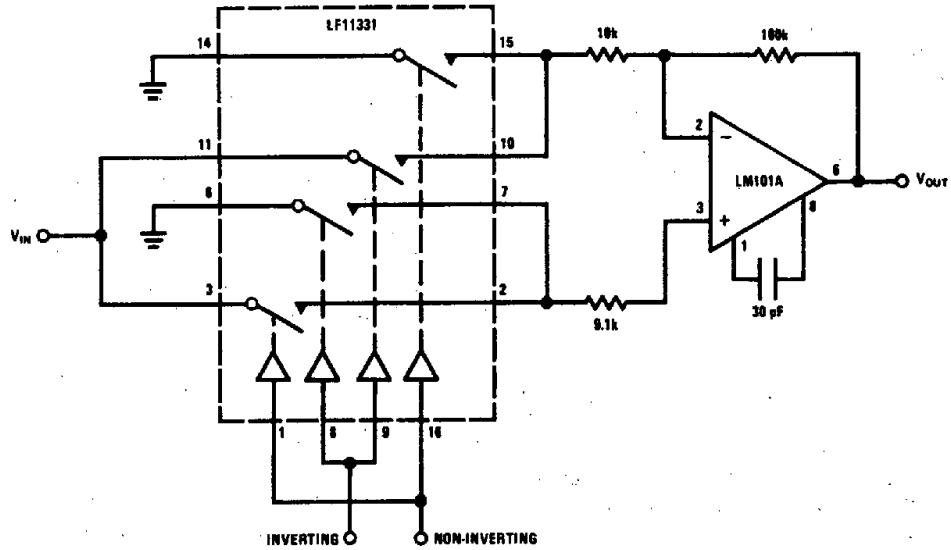 LF11331
14
15
10k
100k
11
10
2
LM101A
6
V_OUT
6
7
3
8
V_IN
1
3
2
9.1k
30 pF
1
8
9
16
INVERTING
NON-INVERTING